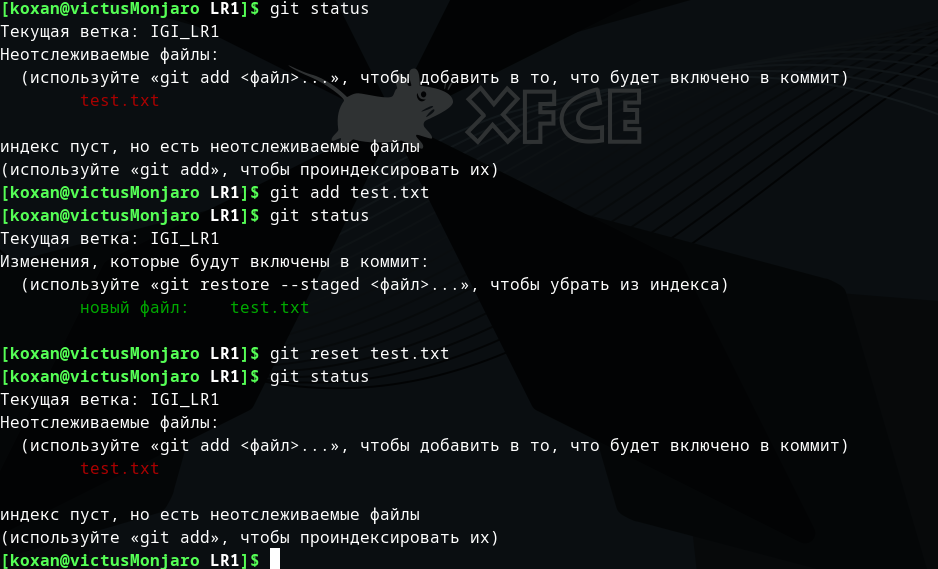 [koxan@victusMonjaro LR1]$ git status
Текущая ветка: IGI_LR1
Неотслеживаемые файлы:
  (используйте «git add <файл>...», чтобы добавить в то, что будет включено в коммит)
        test.txt
индекс пуст, но есть неотслеживаемые файлы
(используйте «git add», чтобы проиндексировать их)
[koxan@victusMonjaro LR1]$ git add test.txt
[koxan@victusMonjaro LR1]$ git status
Текущая ветка: IGI_LR1
Изменения, которые будут включены в коммит:
  (используйте «git restore --staged <файл>...», чтобы убрать из индекса)
        новый файл:    test.txt
[koxan@victusMonjaro LR1]$ git reset test.txt
[koxan@victusMonjaro LR1]$ git status
Текущая ветка: IGI_LR1
Неотслеживаемые файлы:
  (используйте «git add <файл>...», чтобы добавить в то, что будет включено в коммит)
        test.txt
индекс пуст, но есть неотслеживаемые файлы
(используйте «git add», чтобы проиндексировать их)
[koxan@victusMonjaro LR1]$
XFCE